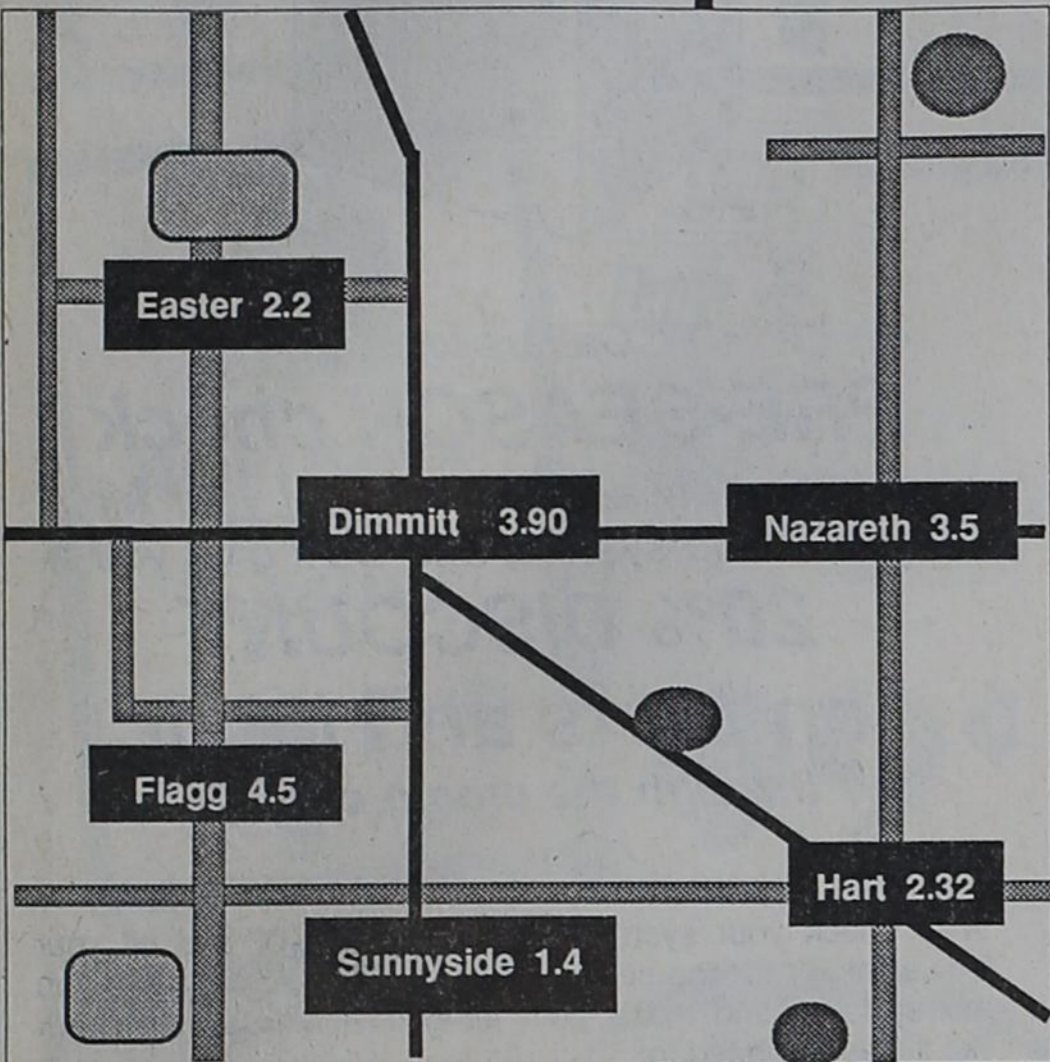 Easter 2.2
Dimmitt 3.90
Nazareth 3.5
Flagg 4.5
Hart 2.32
Sunnyside 1.4